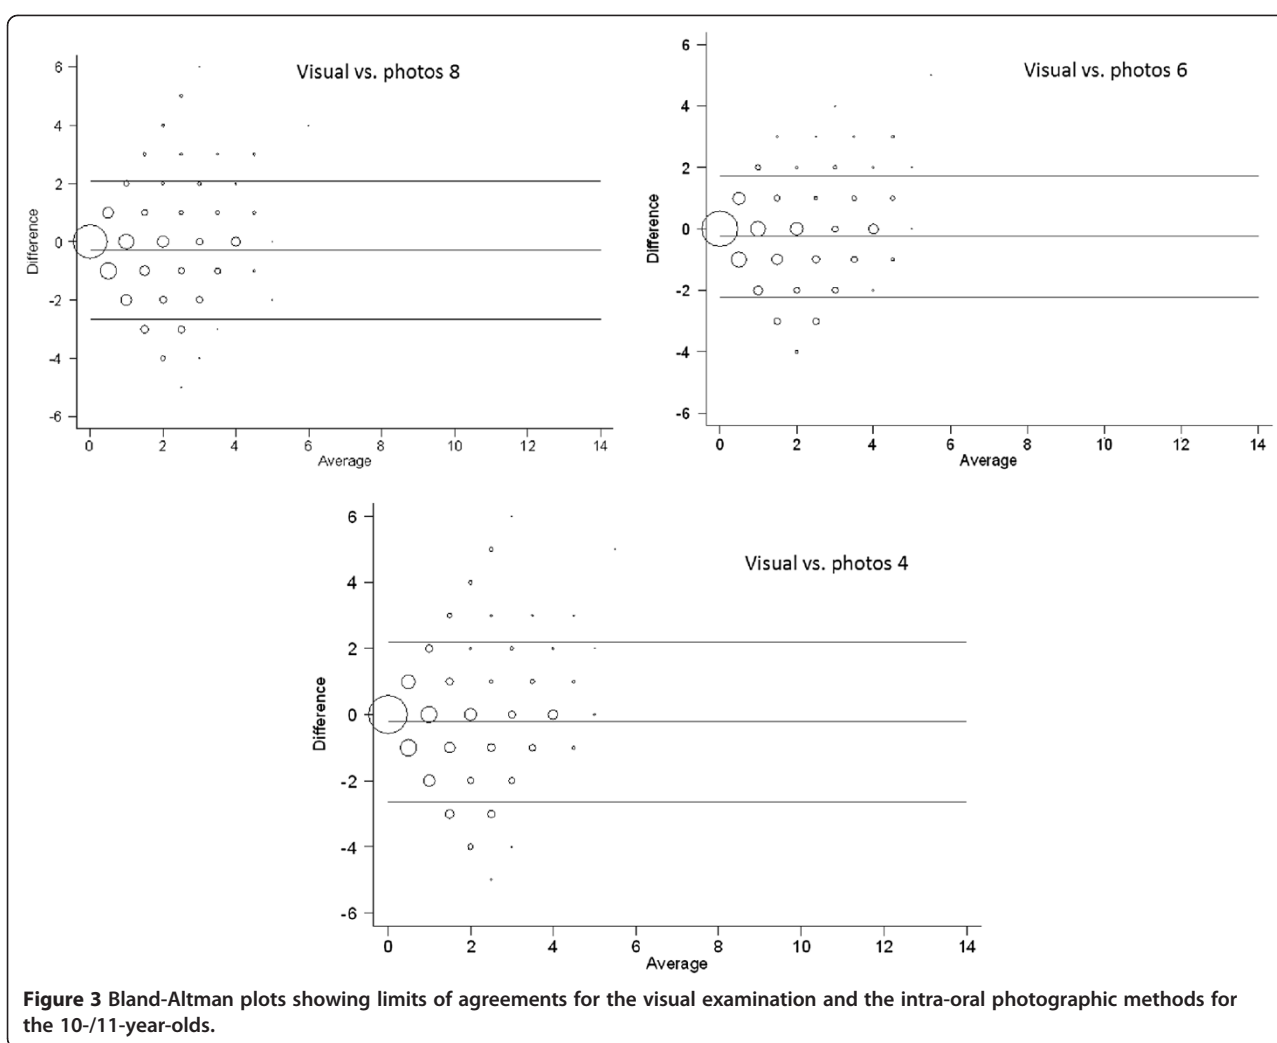 Visual vs. photos 8
6
4
2
0
-2
-4
-6
Difference
0 2 4 6 8 10 12 14
Average
Visual vs. photos 6
6
4
2
0
-2
-4
-6
Difference
0 2 4 6 8 10 12 14
Average
Visual vs. photos 4
6
4
2
0
-2
-4
-6
Difference
0 2 4 6 8 10 12 14
Average
Figure 3 Bland-Altman plots showing limits of agreements for the visual examination and the intra-oral photographic methods for
the 10-/11-year-olds.